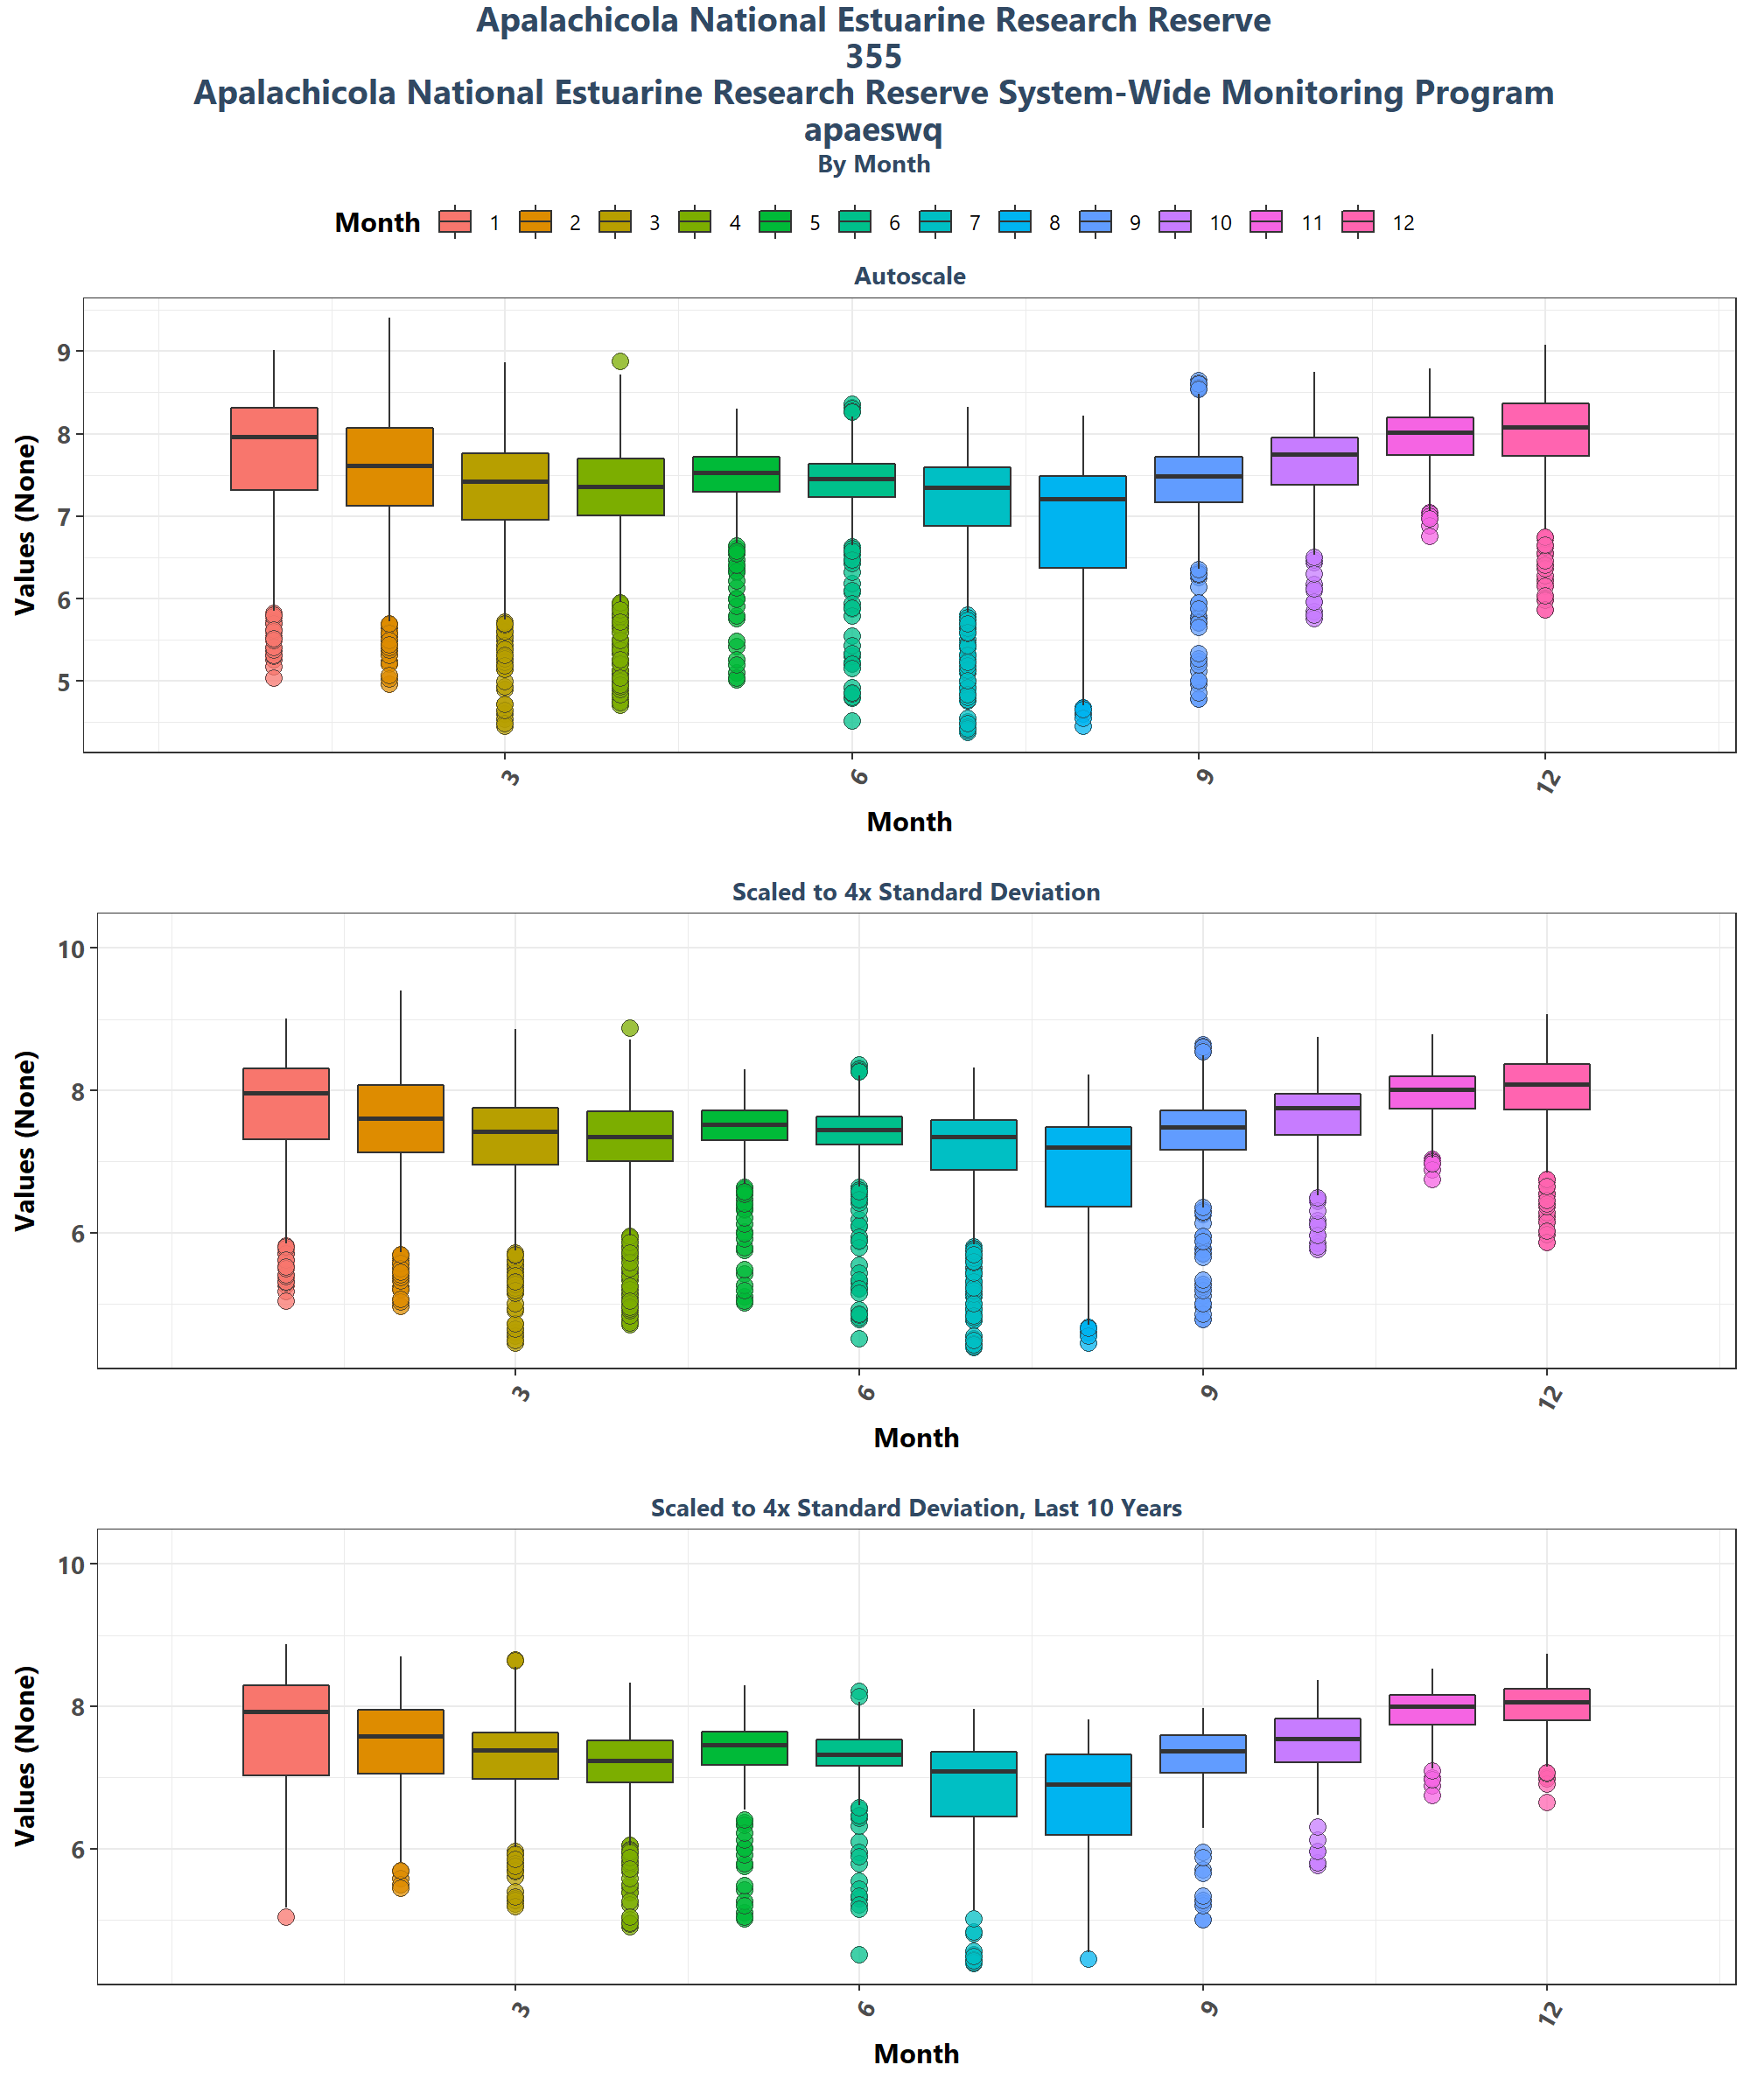 Apalachicola National Estuarine Research Reserve
355
Apalachicola National Estuarine Research Reserve System-Wide Monitoring Program
apaeswq
By Month
Month 1 2 3 4 5 6 7 8 9 10 11 12
Autoscale
Values (None)
9
8
7
6
5
3 6 9 12
Month
Scaled to 4x Standard Deviation
Values (None)
10
8
6
3 6 9 12
Month
Scaled to 4x Standard Deviation, Last 10 Years
Values (None)
10
8
6
3 6 9 12
Month